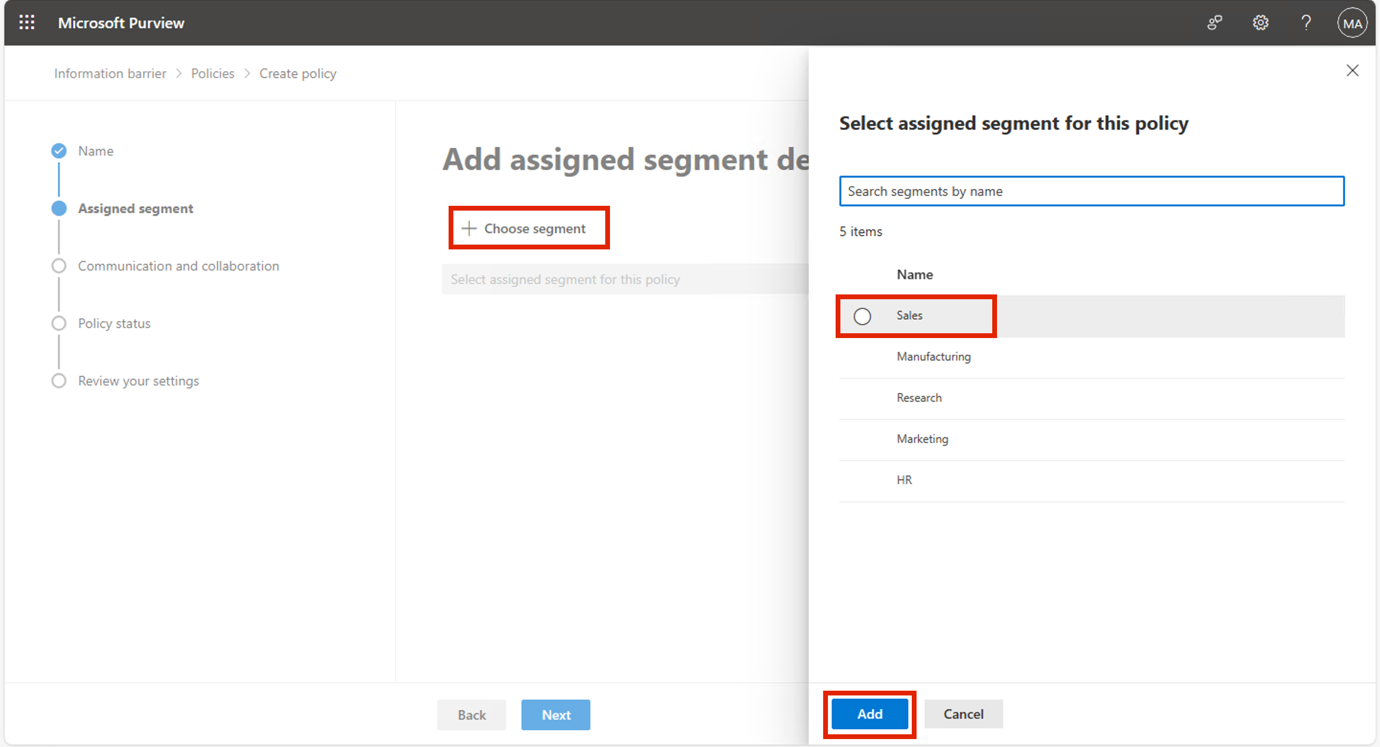 Microsoft Purview
?
MA
Information barrier > Policies > Create policy
Name
Assigned segment
Communication and collaboration
Policy status
Review your settings
Add assigned segment de
+ Choose segment
Select assigned segment for this policy
Back
Next
Select assigned segment for this policy
Search segments by name
5 items
Name
Sales
Manufacturing
Research
Marketing
HR
Add
Cancel